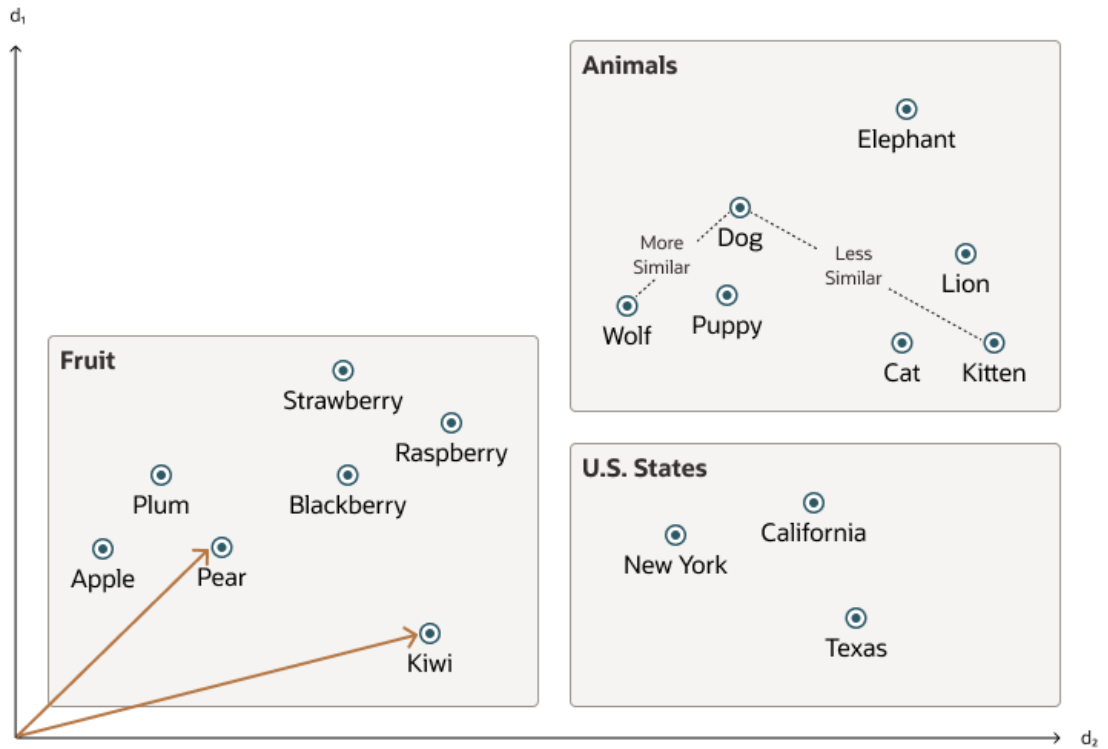 d₁
Animals
Elephant
Dog
More
Similar
Less
Similar
Lion
Wolf
Puppy
Cat
Kitten
Fruit
Strawberry
Raspberry
Plum
Blackberry
Apple
Pear
Kiwi
U.S. States
California
New York
Texas
d₂